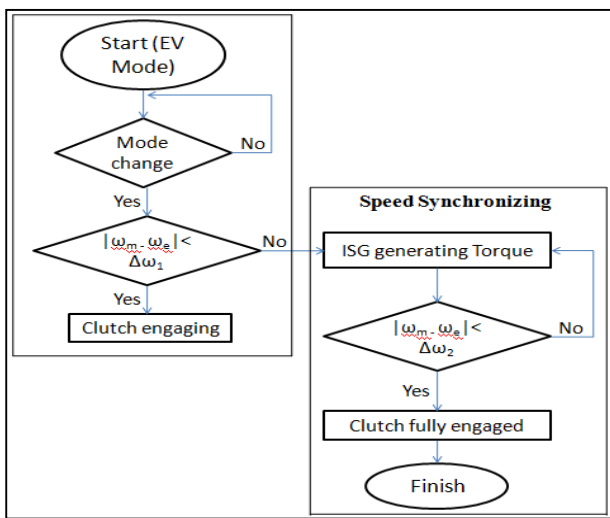 Start (EV
Mode)
No
Mode
change
Yes
|ωm - ωe|<
Δω1
No
Yes
Clutch engaging
Speed Synchronizing
ISG generating Torque
|ωm - ωe|<
Δω2
No
Yes
Clutch fully engaged
Finish